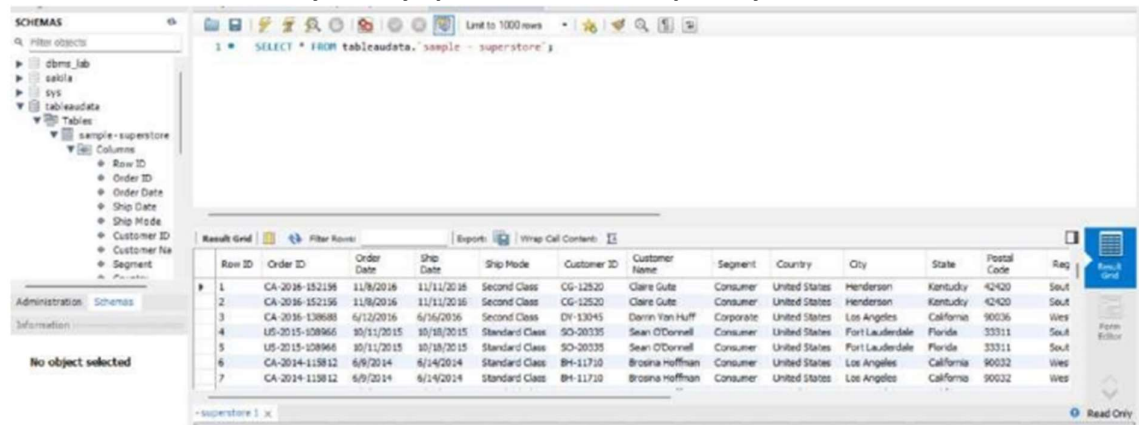 SCHEMAS
Filter objects
dbms_lab
sakila
sys
tableaudata
Tables
sample-superstore
Columns
Row ID
Order ID
Order Date
Ship Date
Ship Mode
Customer ID
Customer Na
Segment
Administration Schemas
Information
No object selected
Limit to 1000 rows
1 SELECT * FROM tableaudata.`sample - superstore`;
Result Grid Filter Rows: Export: Wrap Cell Content:
Row ID Order ID Order Date Ship Date Ship Mode Customer ID Customer Name Segment Country City State Postal Code Reg
1 CA-2016-152156 11/8/2016 11/11/2016 Second Class CG-12520 Claire Gute Consumer United States Henderson Kentucky 42420 Sout
2 CA-2016-152156 11/8/2016 11/11/2016 Second Class CG-12520 Claire Gute Consumer United States Henderson Kentucky 42420 Sout
3 CA-2016-138688 6/12/2016 6/16/2016 Second Class DV-13045 Darrin Van Huff Corporate United States Los Angeles California 90036 Wes
4 US-2015-108966 10/11/2015 10/18/2015 Standard Class SO-20335 Sean O'Donnell Consumer United States Fort Lauderdale Florida 33311 Sout
5 US-2015-108966 10/11/2015 10/18/2015 Standard Class SO-20335 Sean O'Donnell Consumer United States Fort Lauderdale Florida 33311 Sout
6 CA-2014-115812 6/9/2014 6/14/2014 Standard Class BH-11710 Brosina Hoffman Consumer United States Los Angeles California 90032 Wes
7 CA-2014-115812 6/9/2014 6/14/2014 Standard Class BH-11710 Brosina Hoffman Consumer United States Los Angeles California 90032 Wes
Result Grid
Form Editor
-superstore 1 x
Read Only